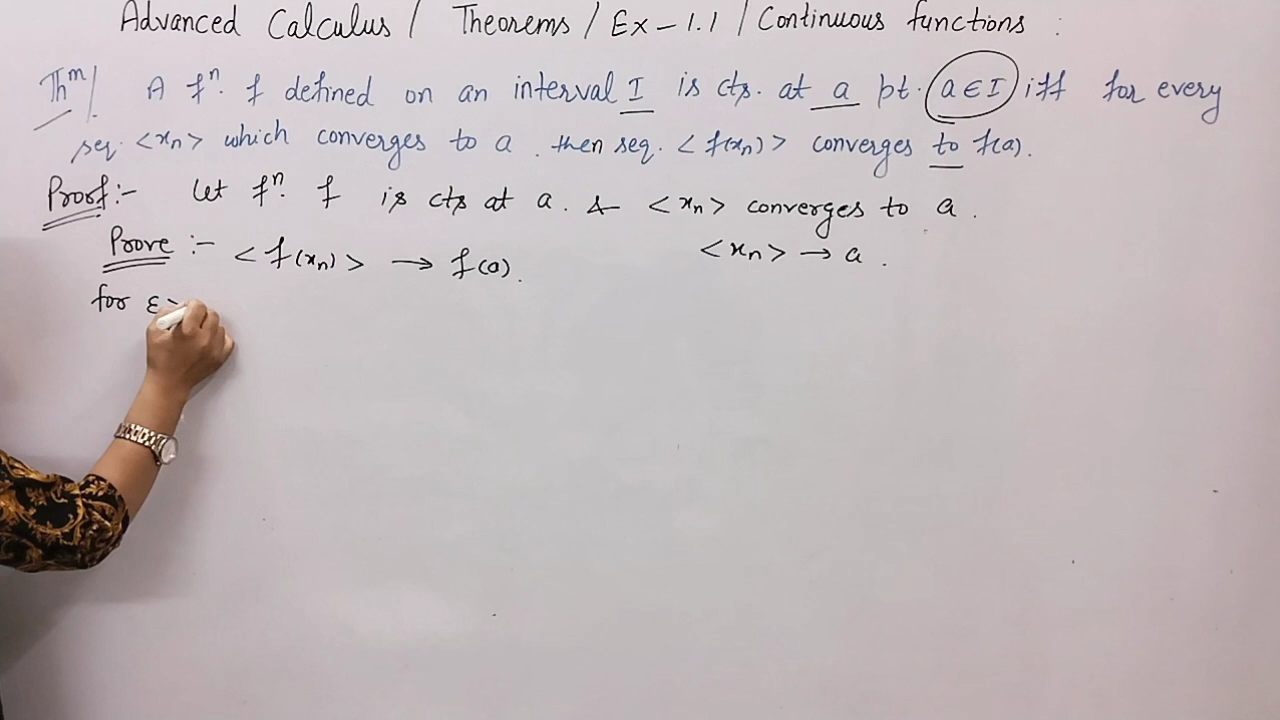 Advanced Calculus / Theorems / Ex - 1.1 / Continuous functions :
Thm/ A fn. f defined on an interval I is cts. at a pt. a ∈ I iff for every
seq. <xn> which converges to a . then seq. <f(xn)> converges to f(a).
Proof:- Let fn. f is cts at a. & <xn> converges to a.
Prove :- <f(xn)> → f(a). <xn> → a .
for ε>